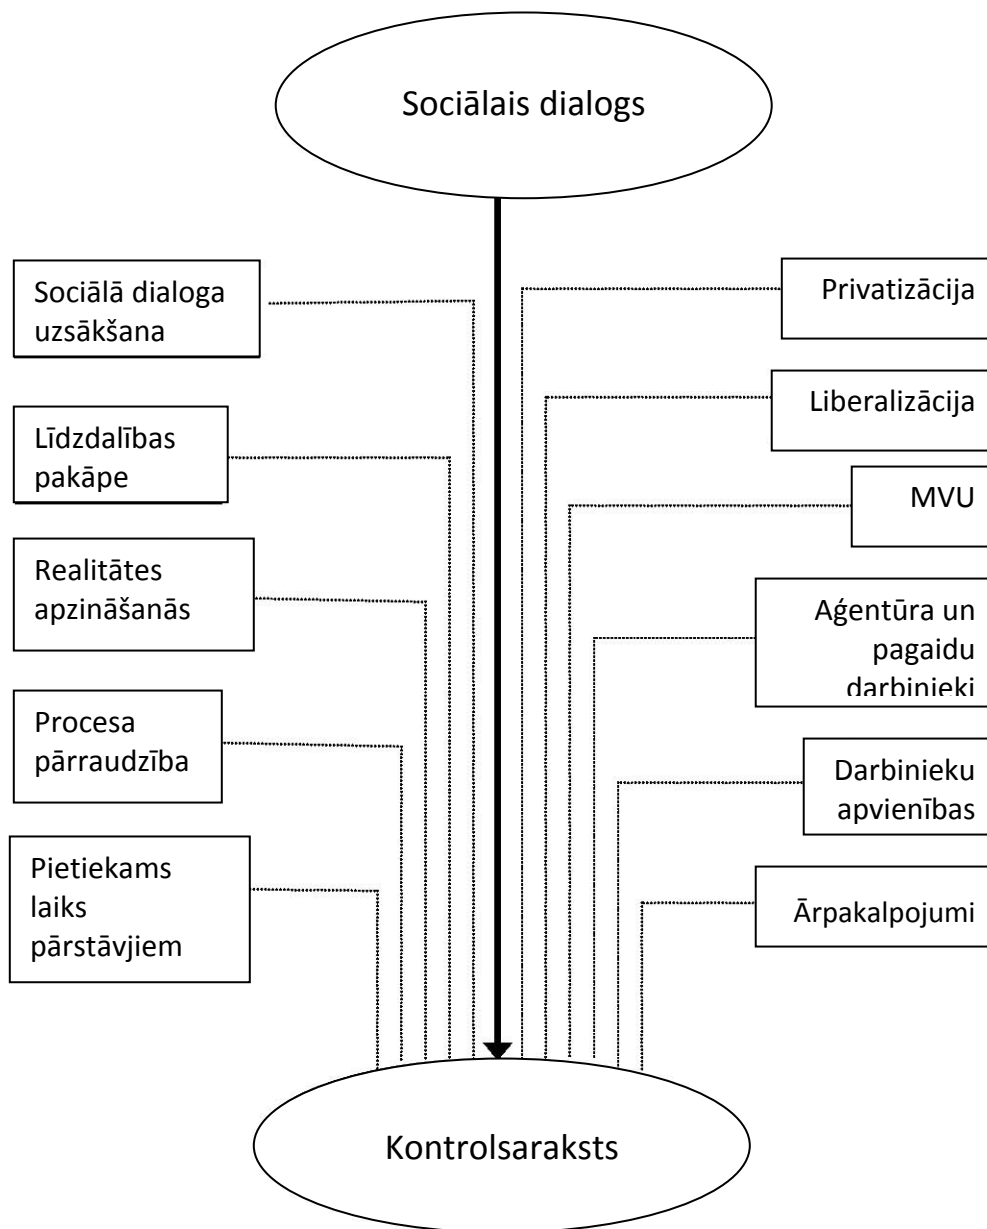 Sociālais dialogs
Sociālā dialoga
uzsākšana
Līdzdalības
pakāpe
Realitātes
apzināšanās
Procesa
pārraudzība
Pietiekams
laiks
pārstāvjiem
Privatizācija
Liberalizācija
MVU
Aģentūra un
pagaidu
darbinieki
Darbinieku
apvienības
Ārpakalpojumi
Kontrolsaraksts